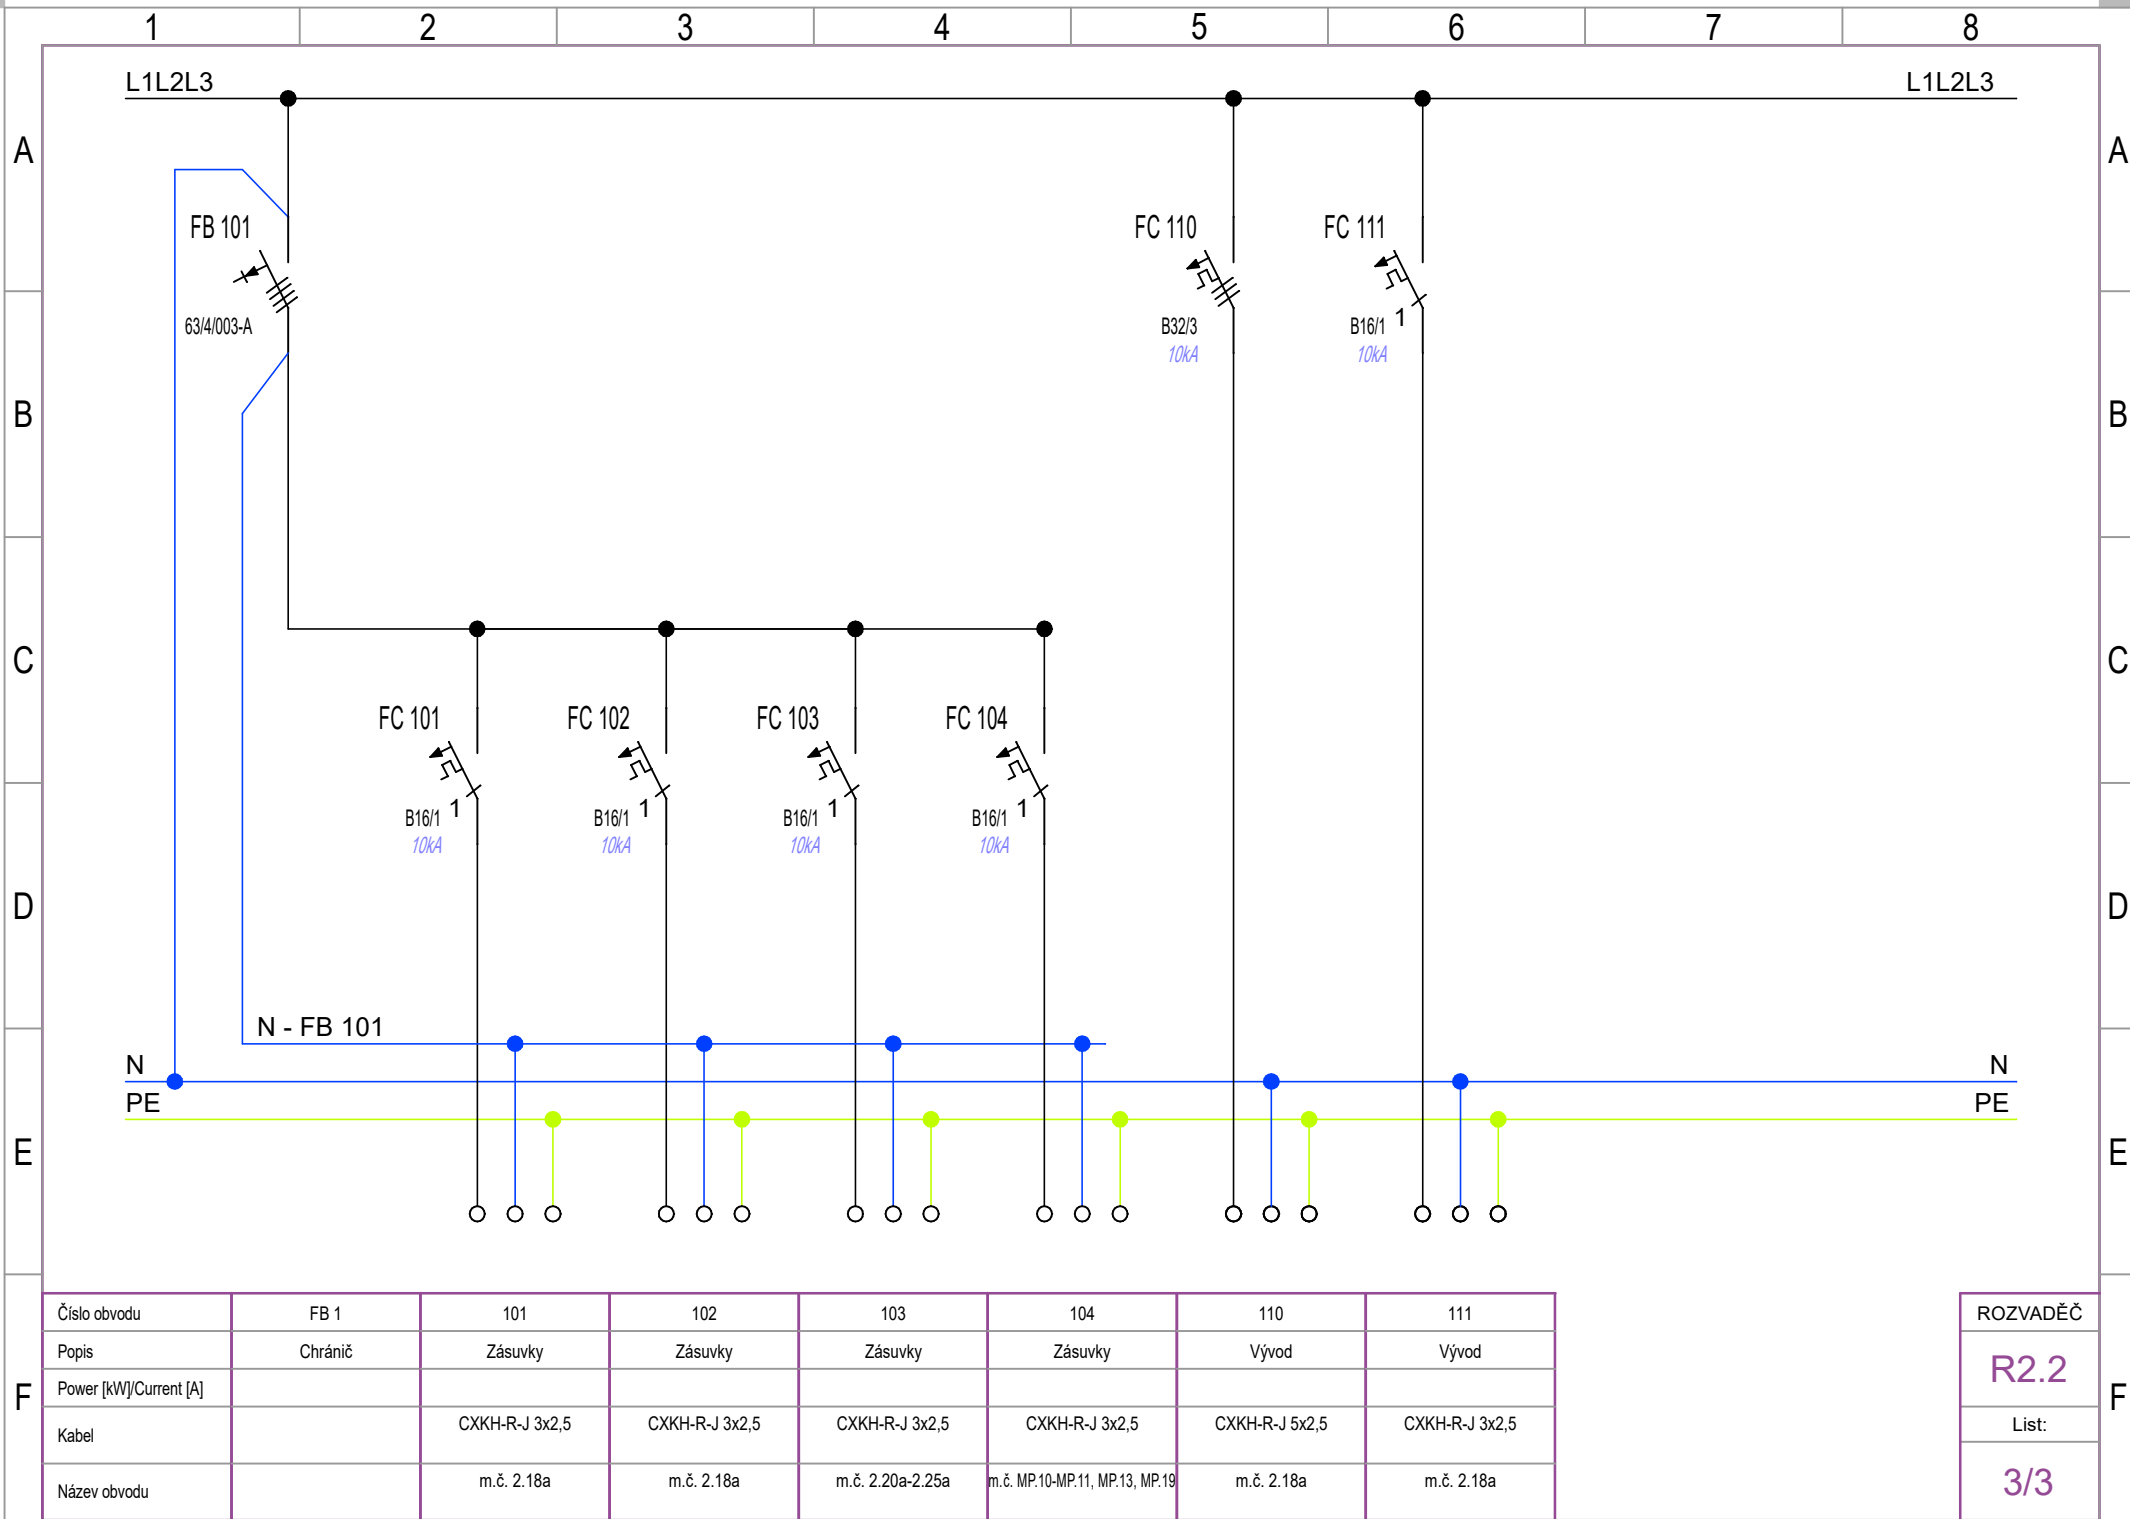 1 2 3 4 5 6 7 8
L1L2L3 L1L2L3
A A
FB 101 FC 110 FC 111
63/4/003-A B32/3 B16/1 1
10kA 10kA
B B
C C
FC 101 FC 102 FC 103 FC 104
B16/1 1 B16/1 1 B16/1 1 B16/1 1
10kA 10kA 10kA 10kA
D D
N - FB 101
N N
PE PE
E E
Číslo obvodu FB 1 101 102 103 104 110 111 ROZVADĚČ
Popis Chránič Zásuvky Zásuvky Zásuvky Zásuvky Vývod Vývod
R2.2
Power [kW]/Current [A]
F F
Kabel CXKH-R-J 3x2,5 CXKH-R-J 3x2,5 CXKH-R-J 3x2,5 CXKH-R-J 3x2,5 CXKH-R-J 5x2,5 CXKH-R-J 3x2,5 List:
Název obvodu m.č. 2.18a m.č. 2.18a m.č. 2.20a-2.25a m.č. MP.10-MP.11, MP.13, MP.19 m.č. 2.18a m.č. 2.18a 3/3